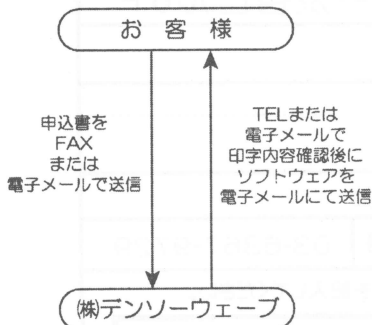 お客様
申込書を
FAX
または
電子メールで送信
TELまたは
電子メールで
印字内容確認後に
ソフトウェアを
電子メールにて送信
㈱デンソーウェーブ